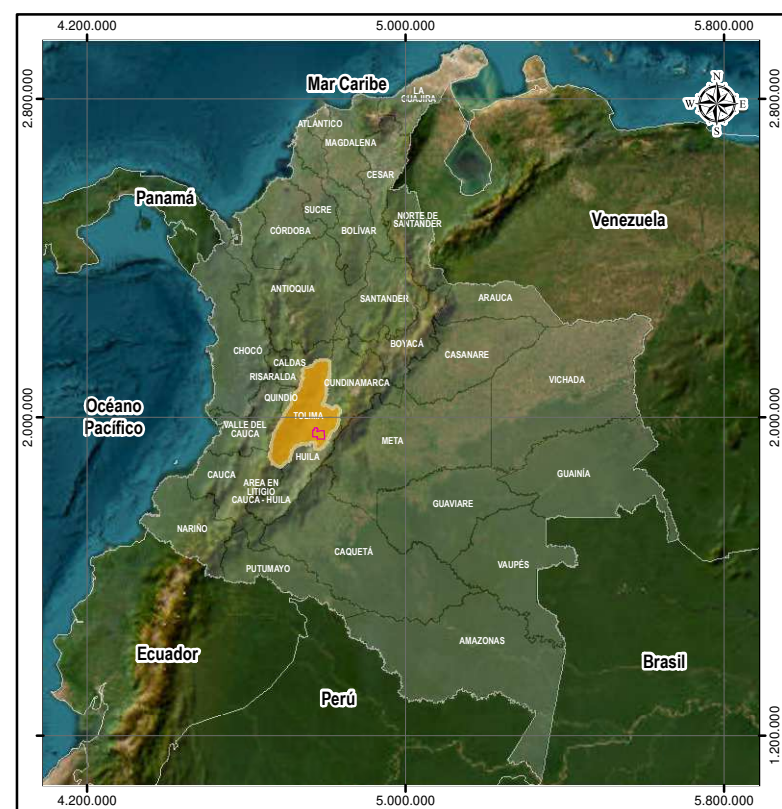 4.200.000
5.000.000
5.800.000
2.800.000
2.800.000
Mar Caribe
LA
GUAJIRA
N
W
E
S
ATLÁNTICO
MAGDALENA
CESAR
Panamá
SUCRE
NORTE DE
SANTANDER
Venezuela
CÓRDOBA
BOLÍVAR
ANTIOQUIA
SANTANDER
ARAUCA
CHOCÓ
BOYACÁ
CASANARE
CALDAS
RISARALDA
CUNDINAMARCA
VICHADA
QUINDÍO
Océano
Pacífico
TOLIMA
2.000.000
2.000.000
VALLE DEL
CAUCA
META
HUILA
CAUCA
AREA EN
LITIGIO
CAUCA - HUILA
GUAINÍA
GUAVIARE
NARIÑO
CAQUETÁ
VAUPÉS
PUTUMAYO
AMAZONAS
Ecuador
Brasil
Perú
1.200.000
1.200.000
4.200.000
5.000.000
5.800.000